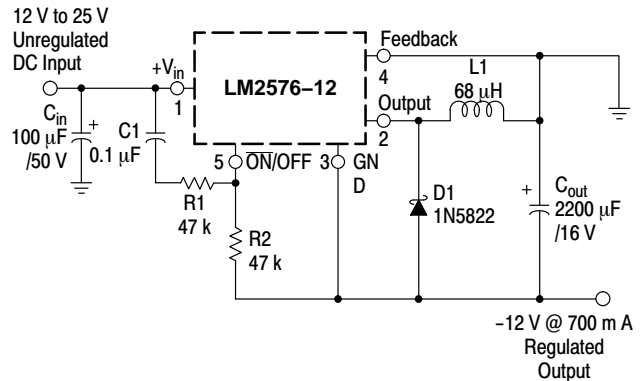 12 V to 25 V
Unregulated
DC Input
+Vin
1
LM2576–12
Feedback
4
L1
68 μH
Output
2
Cin
100 μF
/50 V
+
C1
0.1 μF
5
ON/OFF
3
GN
D
R1
47 k
R2
47 k
D1
1N5822
+
Cout
2200 μF
/16 V
–12 V @ 700 m A
Regulated
Output